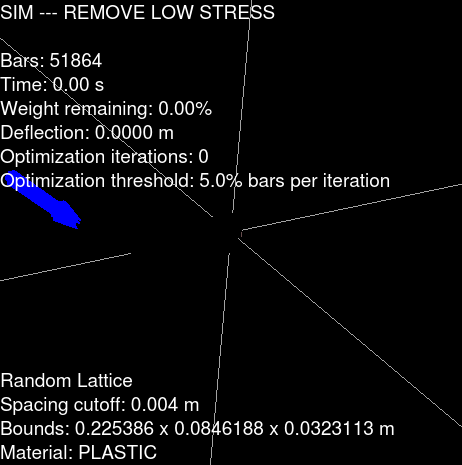 SIM --- REMOVE LOW STRESS
Bars: 51864
Time: 0.00 s
Weight remaining: 0.00%
Deflection: 0.0000 m
Optimization iterations: 0
Optimization threshold: 5.0% bars per iteration
Random Lattice
Spacing cutoff: 0.004 m
Bounds: 0.225386 x 0.0846188 x 0.0323113 m
Material: PLASTIC